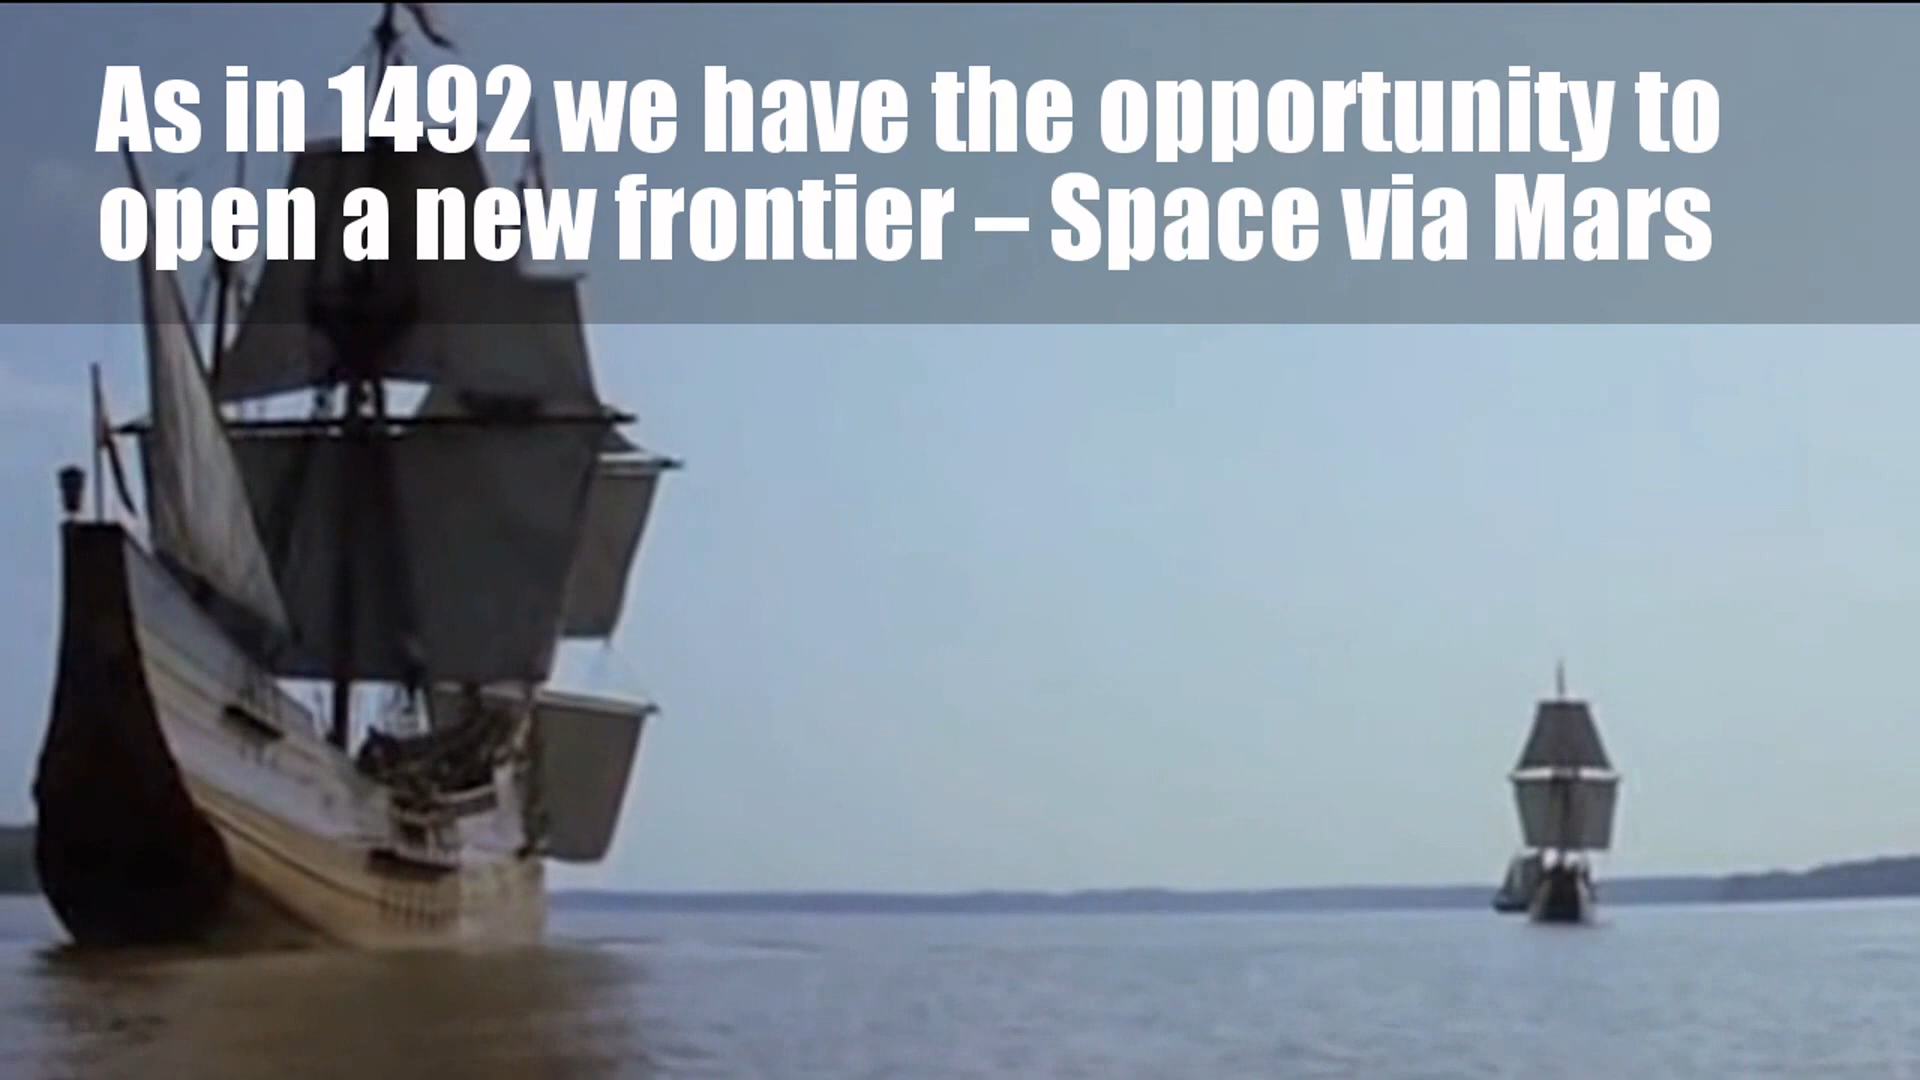 As in 1492 we have the opportunity to
open a new frontier – Space via Mars